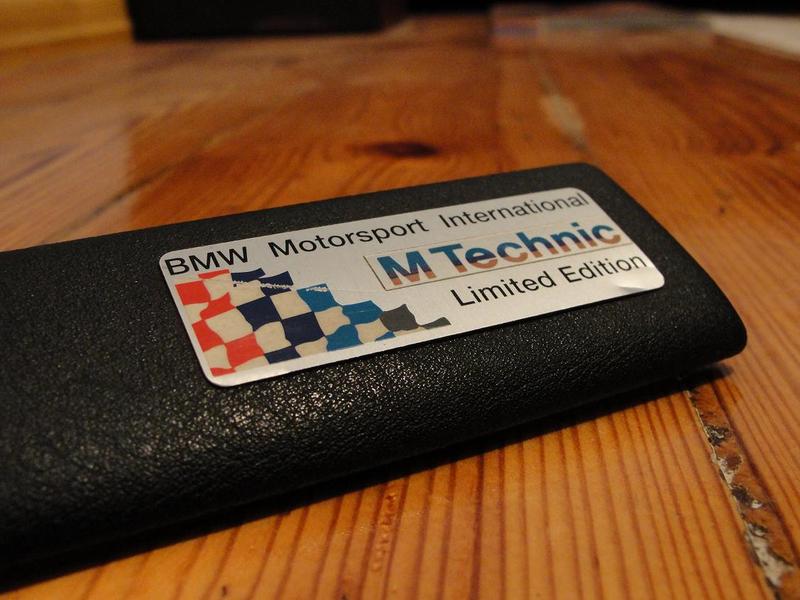 BMW Motorsport International
M Technic
Limited Edition